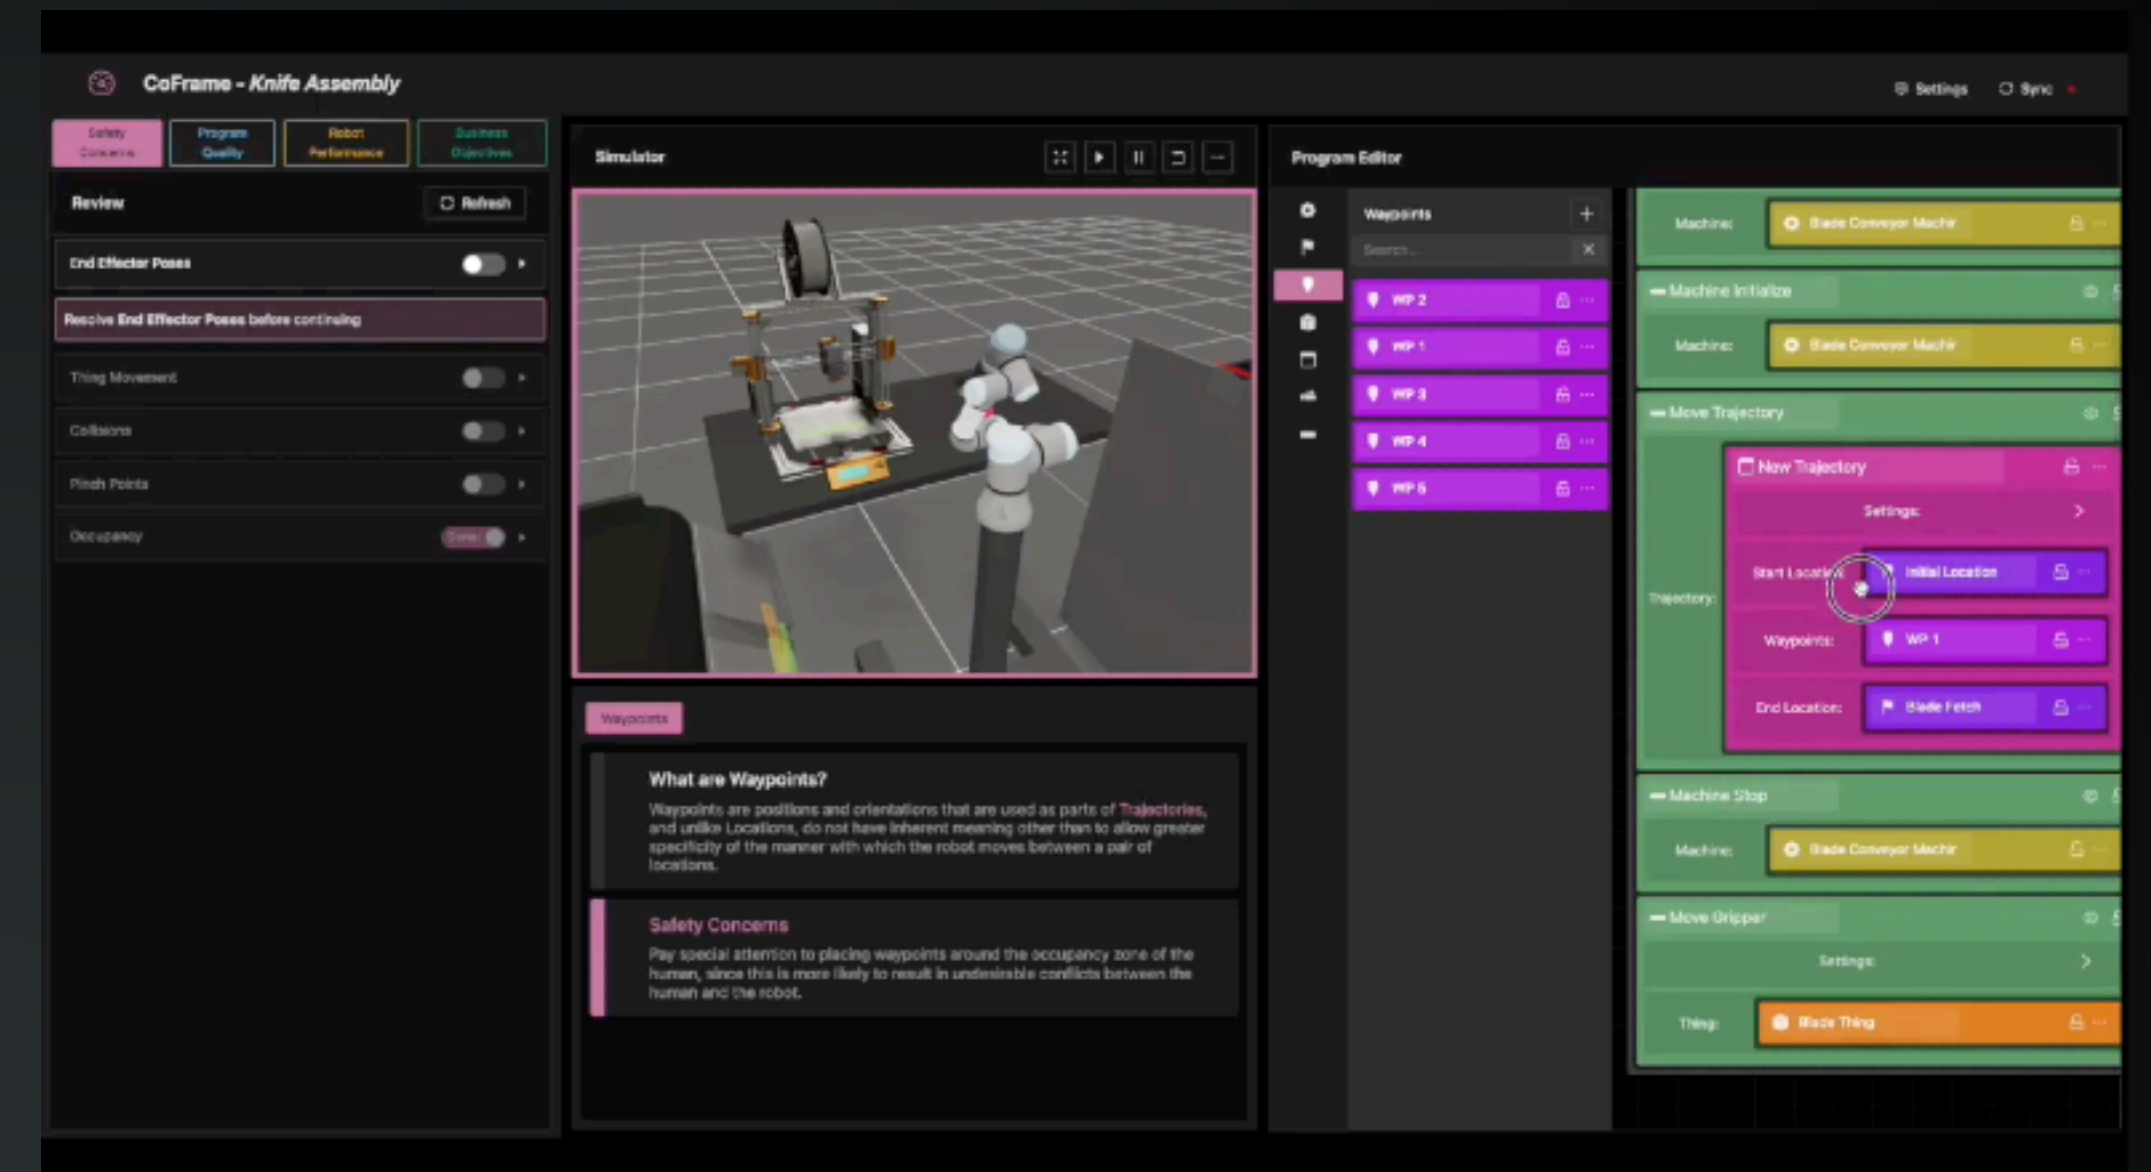 CoFrame - Knife Assembly
Settings
Sync
Safety
Concerns
Program
Quality
Robot
Performance
Business
Objectives
Review
Refresh
End Effector Poses
Resolve End Effector Poses before continuing
Thing Movement
Collisions
Pinch Points
Occupancy
Done!
Simulator
Waypoints
What are Waypoints?
Waypoints are positions and orientations that are used as parts of Trajectories,
and unlike Locations, do not have inherent meaning other than to allow greater
specificity of the manner with which the robot moves between a pair of
locations.
Safety Concerns
Pay special attention to placing waypoints around the occupancy zone of the
human, since this is more likely to result in undesirable conflicts between the
human and the robot.
Program Editor
Waypoints
Search...
WP 2
WP 1
WP 3
WP 4
WP 5
Machine:
Blade Conveyor Machir
Machine Initialize
Machine:
Blade Conveyor Machir
Move Trajectory
Trajectory:
New Trajectory
Settings:
Start Location:
Initial Location
Waypoints:
WP 1
End Location:
Blade Fetch
Machine Stop
Machine:
Blade Conveyor Machir
Move Gripper
Settings:
Thing:
Blade Thing